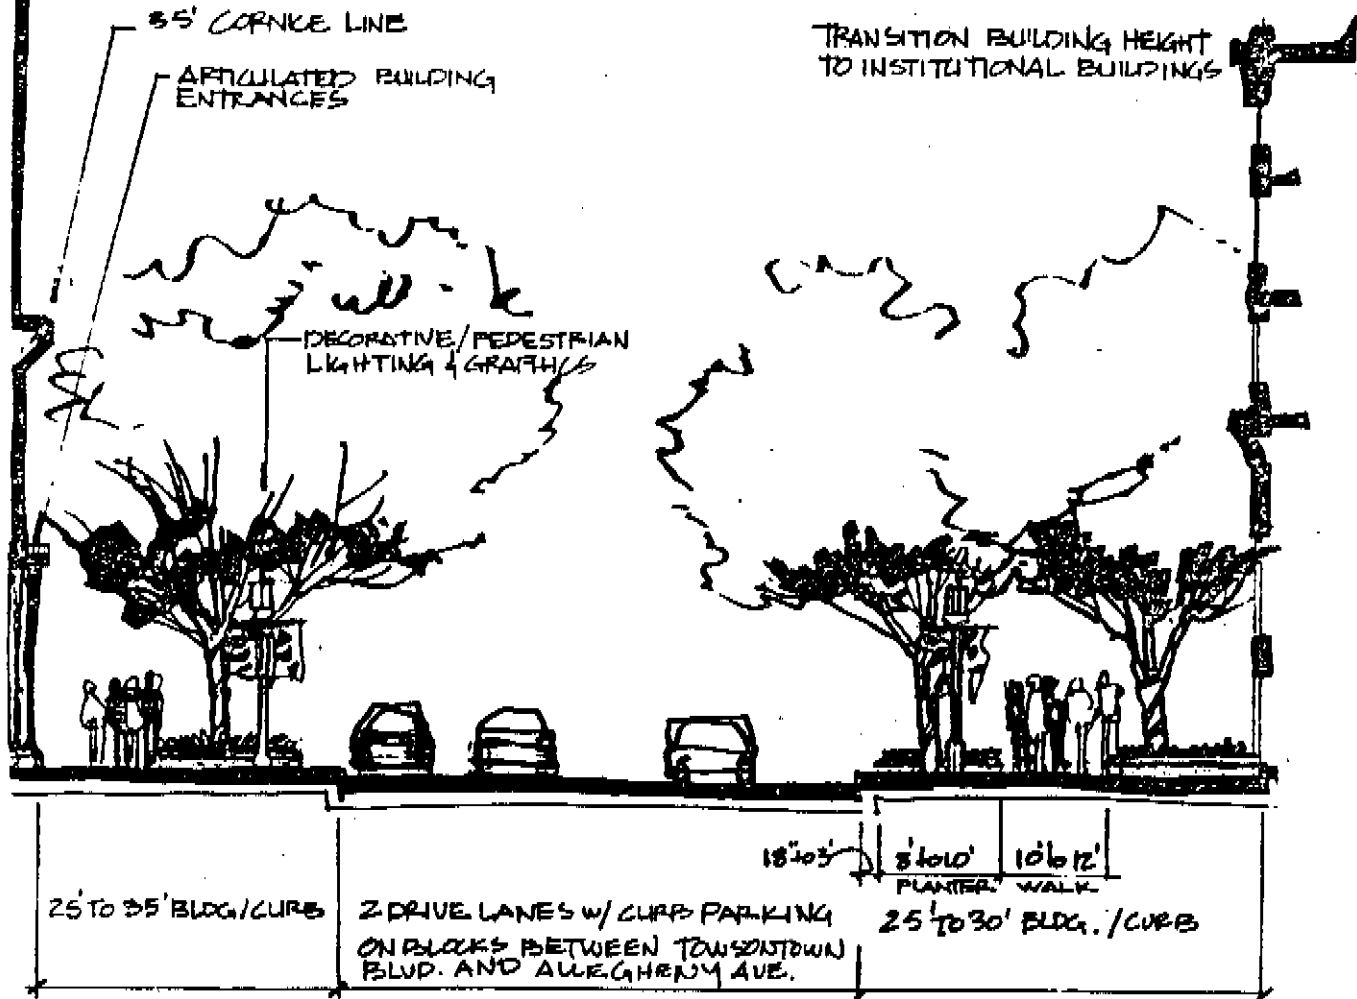 35' CORNICE LINE
ARTICULATED BUILDING
ENTRANCES
TRANSITION BUILDING HEIGHT
TO INSTITUTIONAL BUILDINGS
DECORATIVE/PEDESTRIAN
LIGHTING & GRAPHICS
18" to 3'
8' to 10'
10' to 12'
PLANTER
WALK
25' TO 35' BLDG/CURB
2 DRIVE LANES W/ CURB PARKING
ON BLOCKS BETWEEN TOWSONTOWN
BLVD. AND ALLEGHENY AVE.
25' TO 30' BLDG./CURB